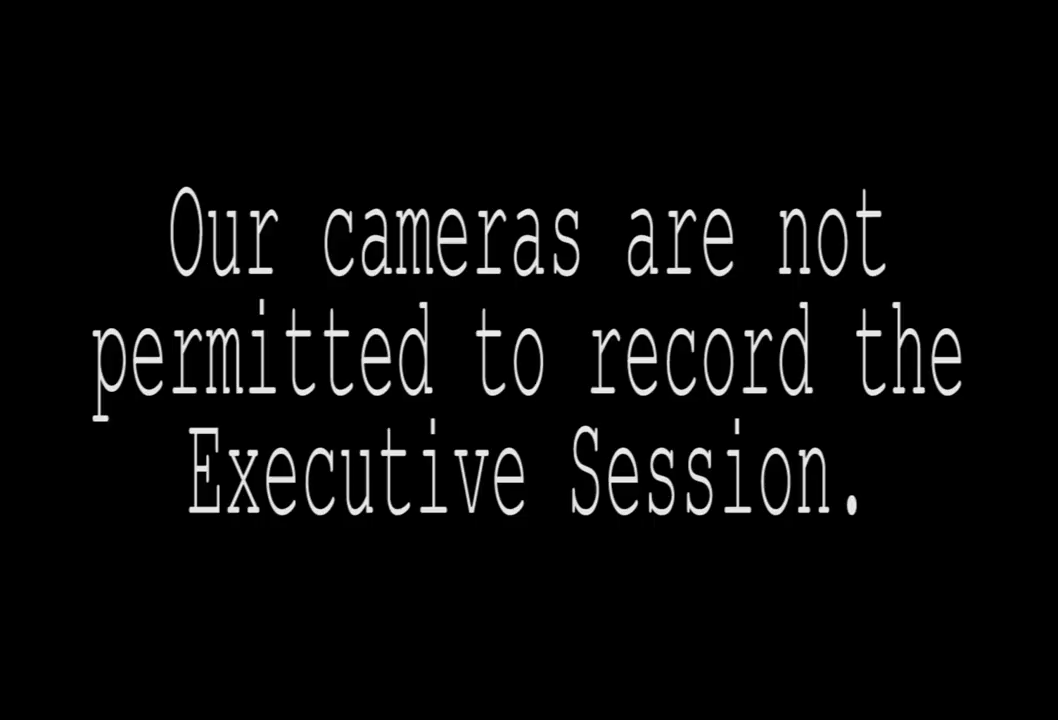 Our cameras are not
permitted to record the
Executive Session.